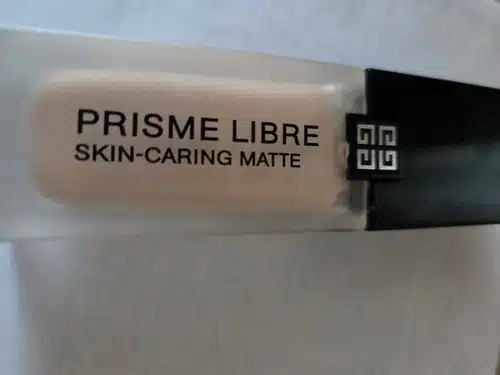 PRISME LIBRE
SKIN-CARING MATTE